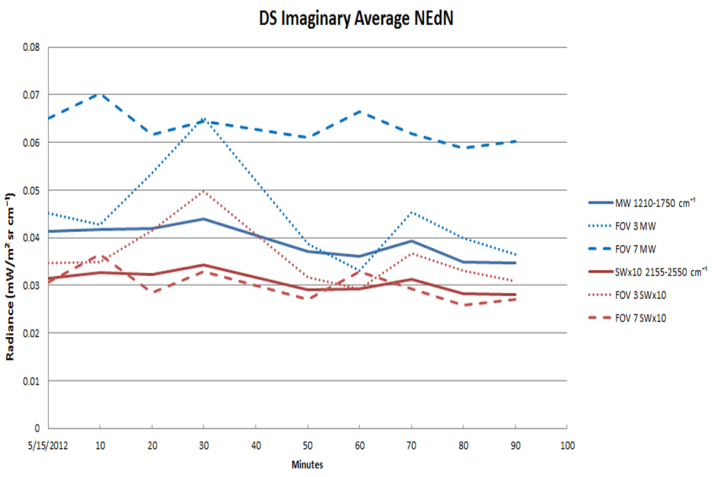 DS Imaginary Average NEdN
0.08
0.07
0.06
0.05
0.04
0.03
0.02
0.01
0
Radiance (mW/m² sr cm⁻¹)
5/15/2012 10 20 30 40 50 60 70 80 90 100
Minutes
MW 1210-1750 cm⁻¹
FOV 3 MW
FOV 7 MW
SWx10 2155-2550 cm⁻¹
FOV 3 SWx10
FOV 7 SWx10